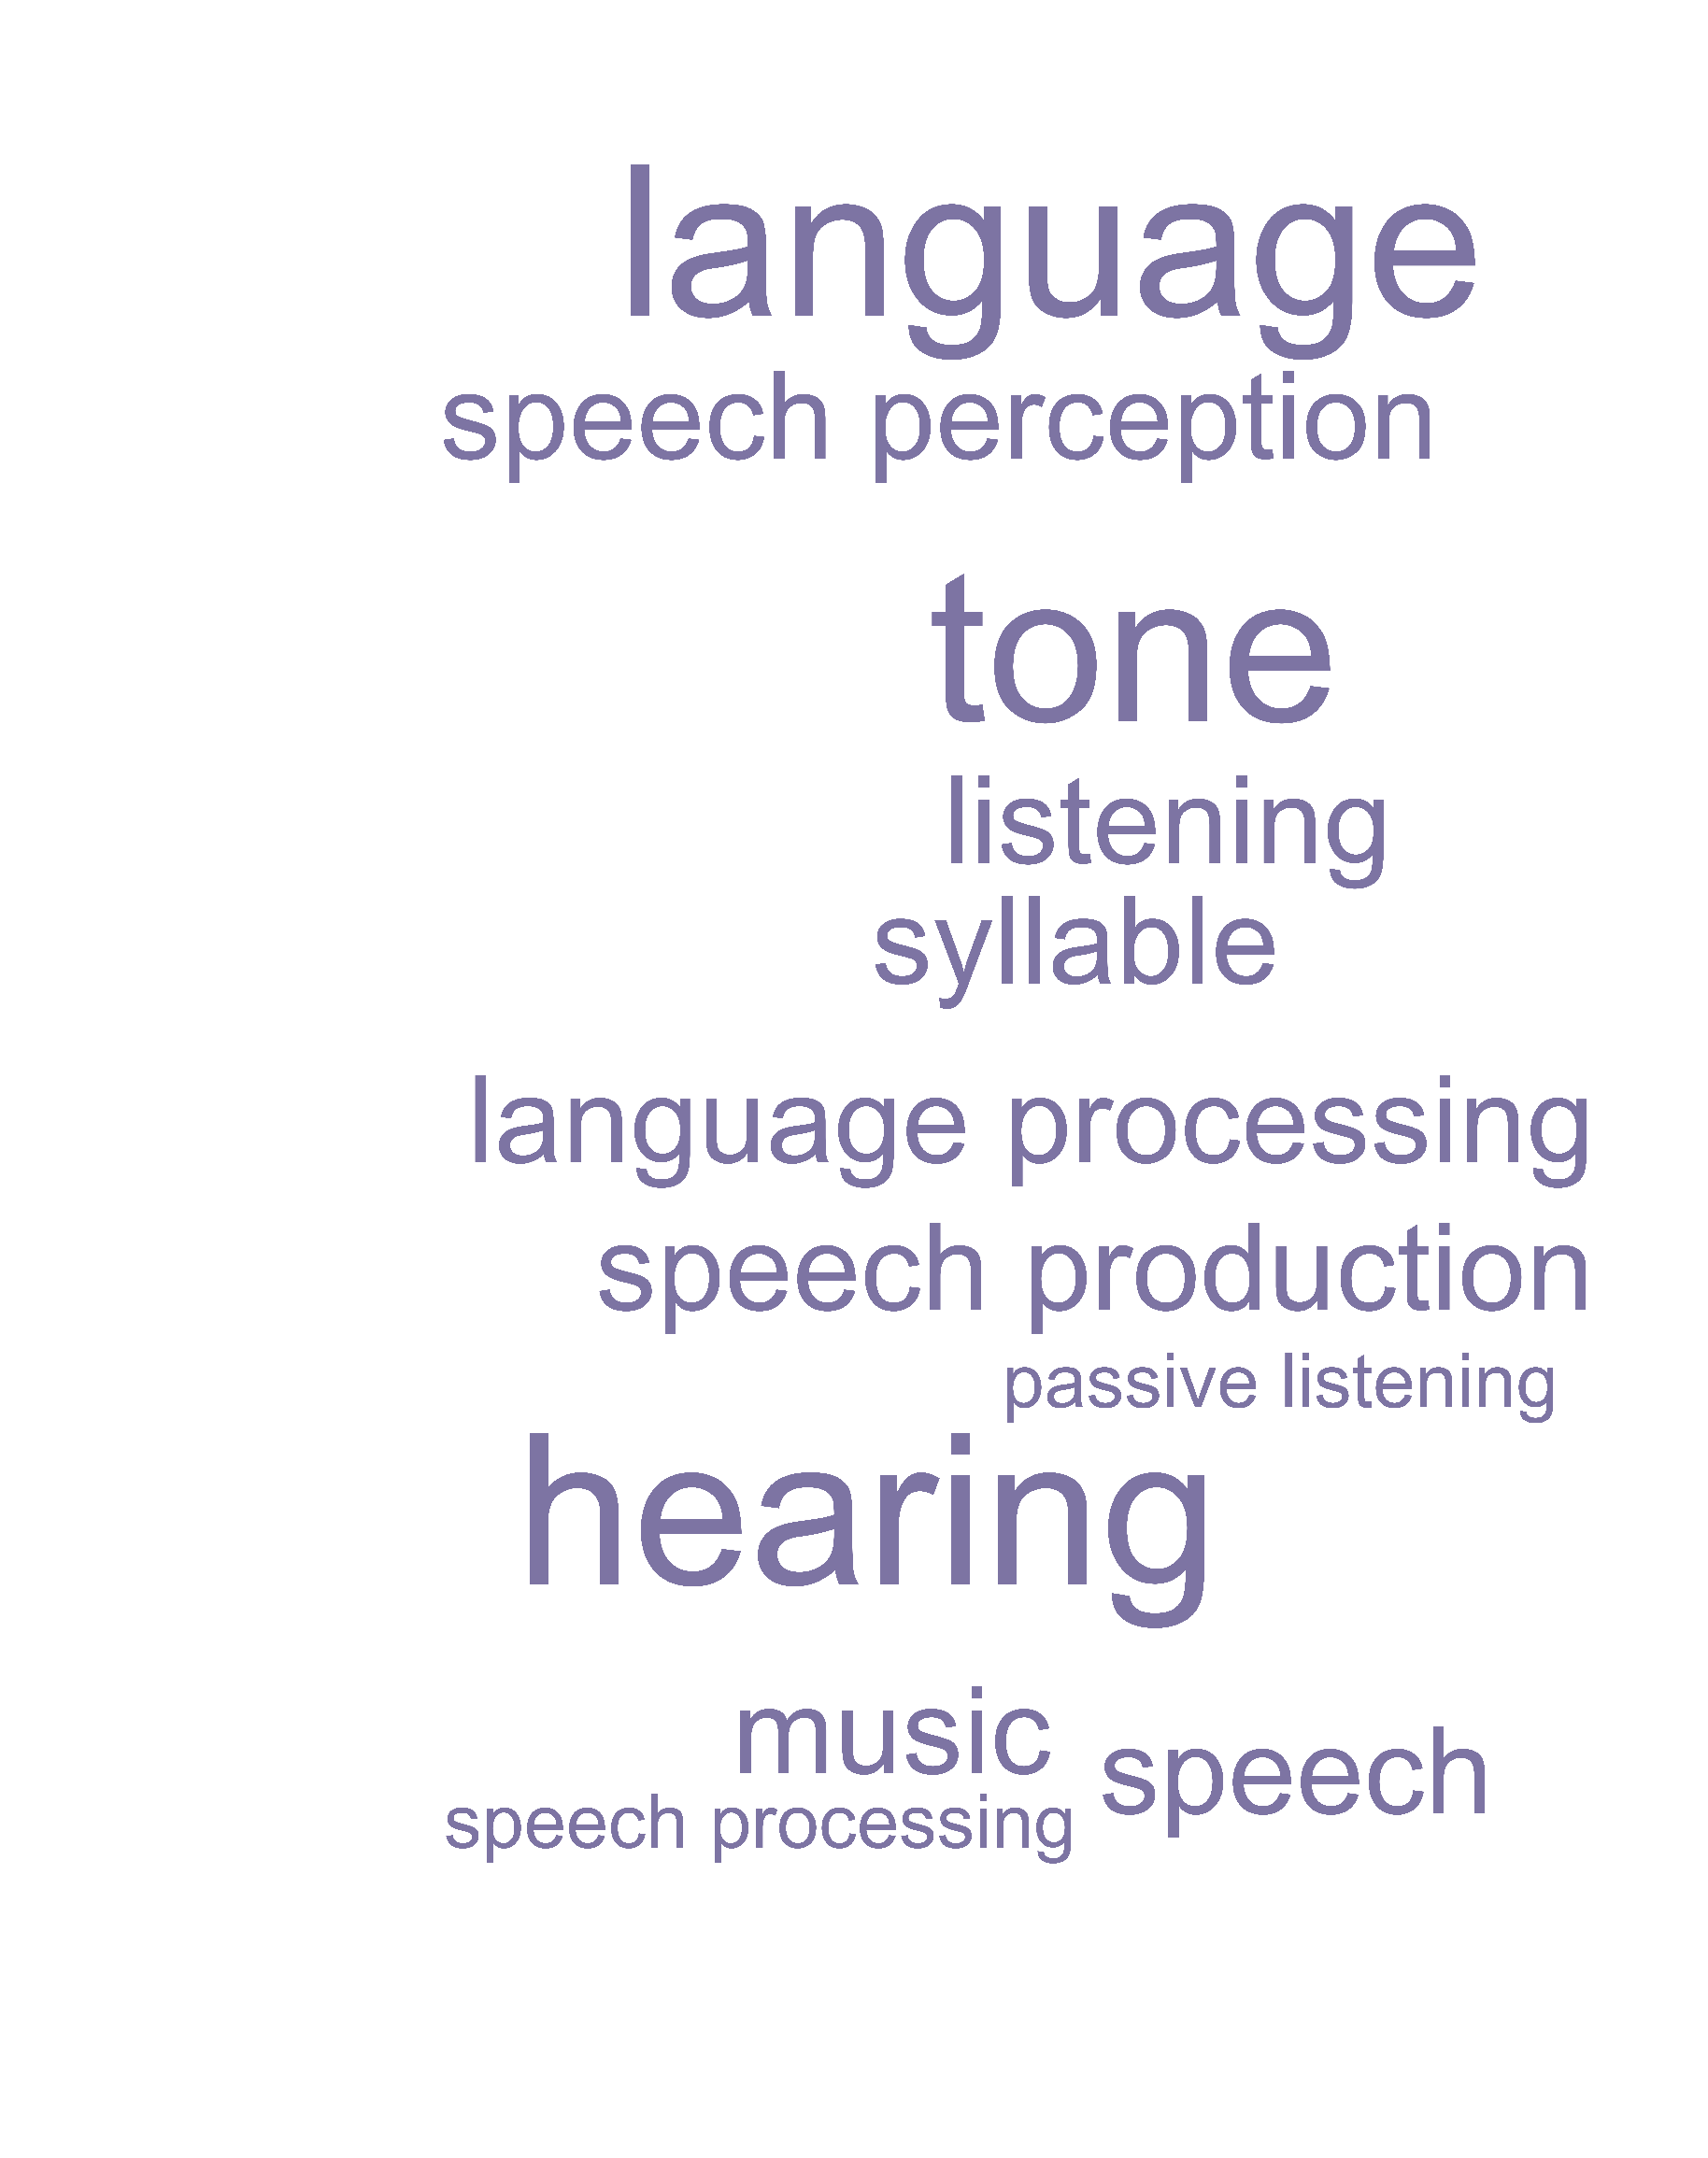 language
speech perception
tone
listening
syllable
language processing
speech production
passive listening
hearing
music
speech
speech processing